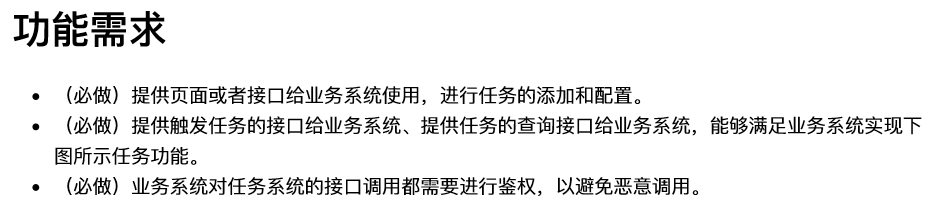 功能需求
• （必做）提供页面或者接口给业务系统使用，进行任务的添加和配置。
• （必做）提供触发任务的接口给业务系统、提供任务的查询接口给业务系统，能够满足业务系统实现下
图所示任务功能。
• （必做）业务系统对任务系统的接口调用都需要进行鉴权，以避免恶意调用。